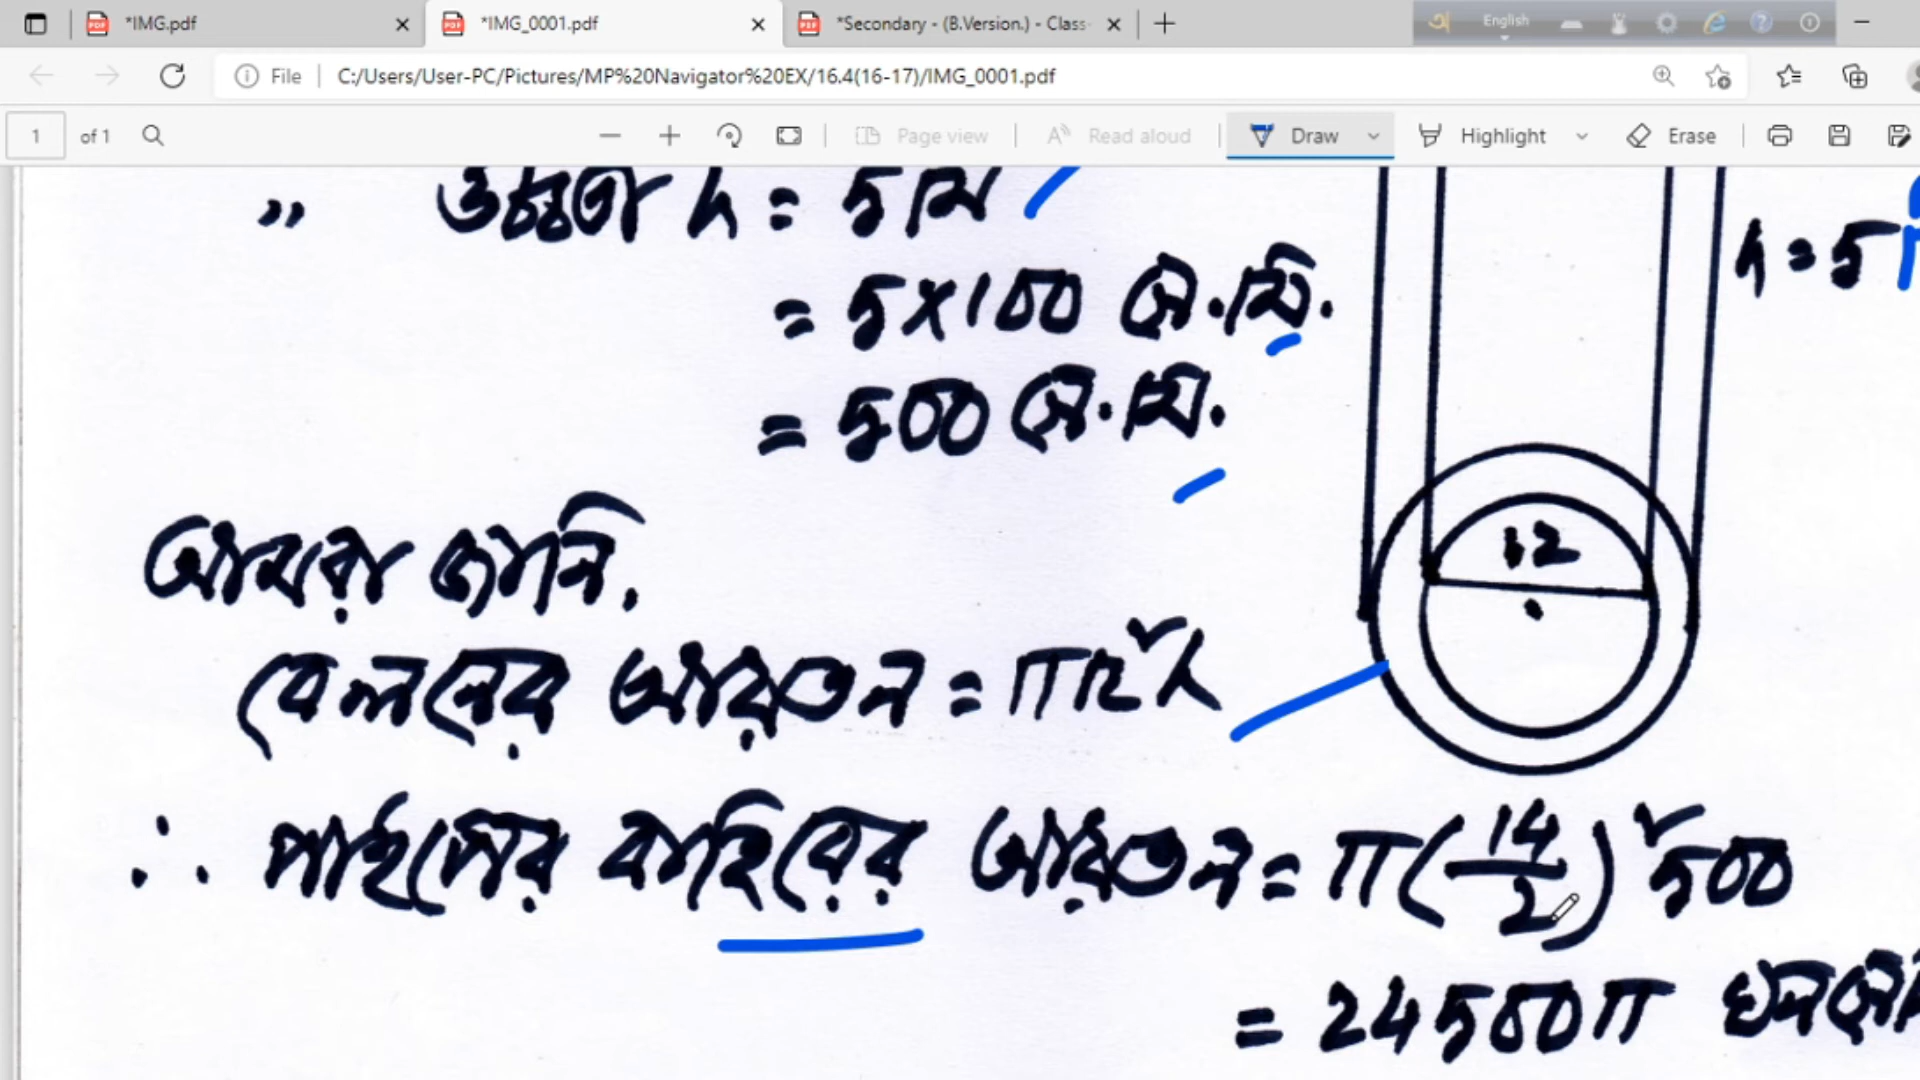 *IMG.pdf
*IMG_0001.pdf
*Secondary - (B.Version.) - Class-
English
File
C:/Users/User-PC/Pictures/MP%20Navigator%20EX/16.4(16-17)/IMG_0001.pdf
1 of 1
Page view
Read aloud
Draw
Highlight
Erase
,, উচ্চতা h = 5 মি
= 5×100 সে.মি.
= 500 সে.মি.
h = 5
12
আমরা জানি,
বেলনের আয়তন = πr²h
∴ পাইপের বাহিরের আয়তন = π(14/2)² 500
= 24500π